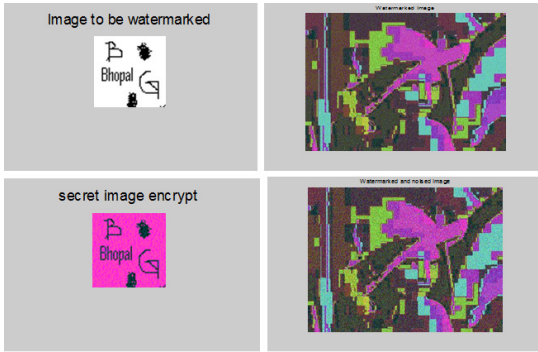 Image to be watermarked
B
Bhopal
G
Watermarked Image
secret image encrypt
B
Bhopal
G
Watermarked and noised Image